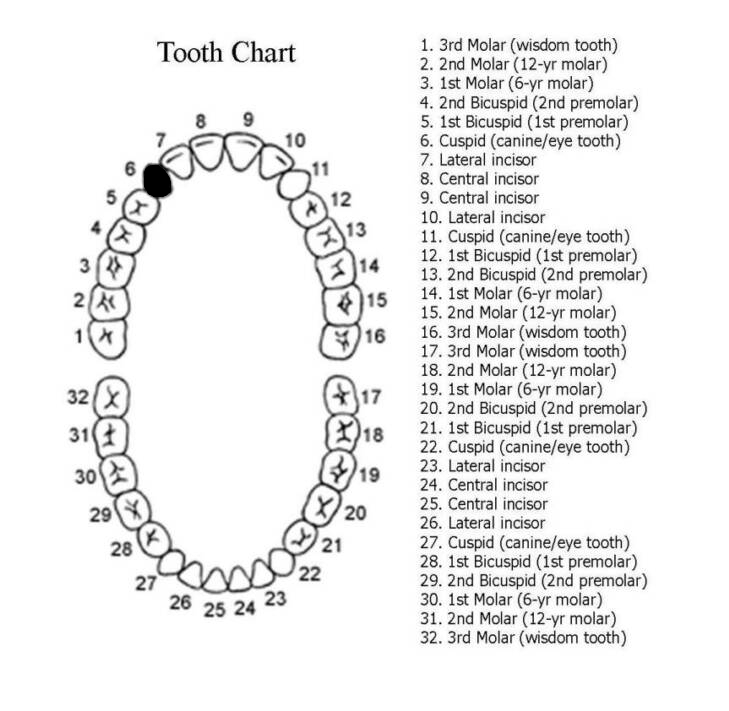 Tooth Chart
1. 3rd Molar (wisdom tooth)
2. 2nd Molar (12-yr molar)
3. 1st Molar (6-yr molar)
4. 2nd Bicuspid (2nd premolar)
5. 1st Bicuspid (1st premolar)
6. Cuspid (canine/eye tooth)
7. Lateral incisor
8. Central incisor
9. Central incisor
10. Lateral incisor
11. Cuspid (canine/eye tooth)
12. 1st Bicuspid (1st premolar)
13. 2nd Bicuspid (2nd premolar)
14. 1st Molar (6-yr molar)
15. 2nd Molar (12-yr molar)
16. 3rd Molar (wisdom tooth)
17. 3rd Molar (wisdom tooth)
18. 2nd Molar (12-yr molar)
19. 1st Molar (6-yr molar)
20. 2nd Bicuspid (2nd premolar)
21. 1st Bicuspid (1st premolar)
22. Cuspid (canine/eye tooth)
23. Lateral incisor
24. Central incisor
25. Central incisor
26. Lateral incisor
27. Cuspid (canine/eye tooth)
28. 1st Bicuspid (1st premolar)
29. 2nd Bicuspid (2nd premolar)
30. 1st Molar (6-yr molar)
31. 2nd Molar (12-yr molar)
32. 3rd Molar (wisdom tooth)
1
2
3
4
5
6
7
8
9
10
11
12
13
14
15
16
17
18
19
20
21
22
23
24
25
26
27
28
29
30
31
32